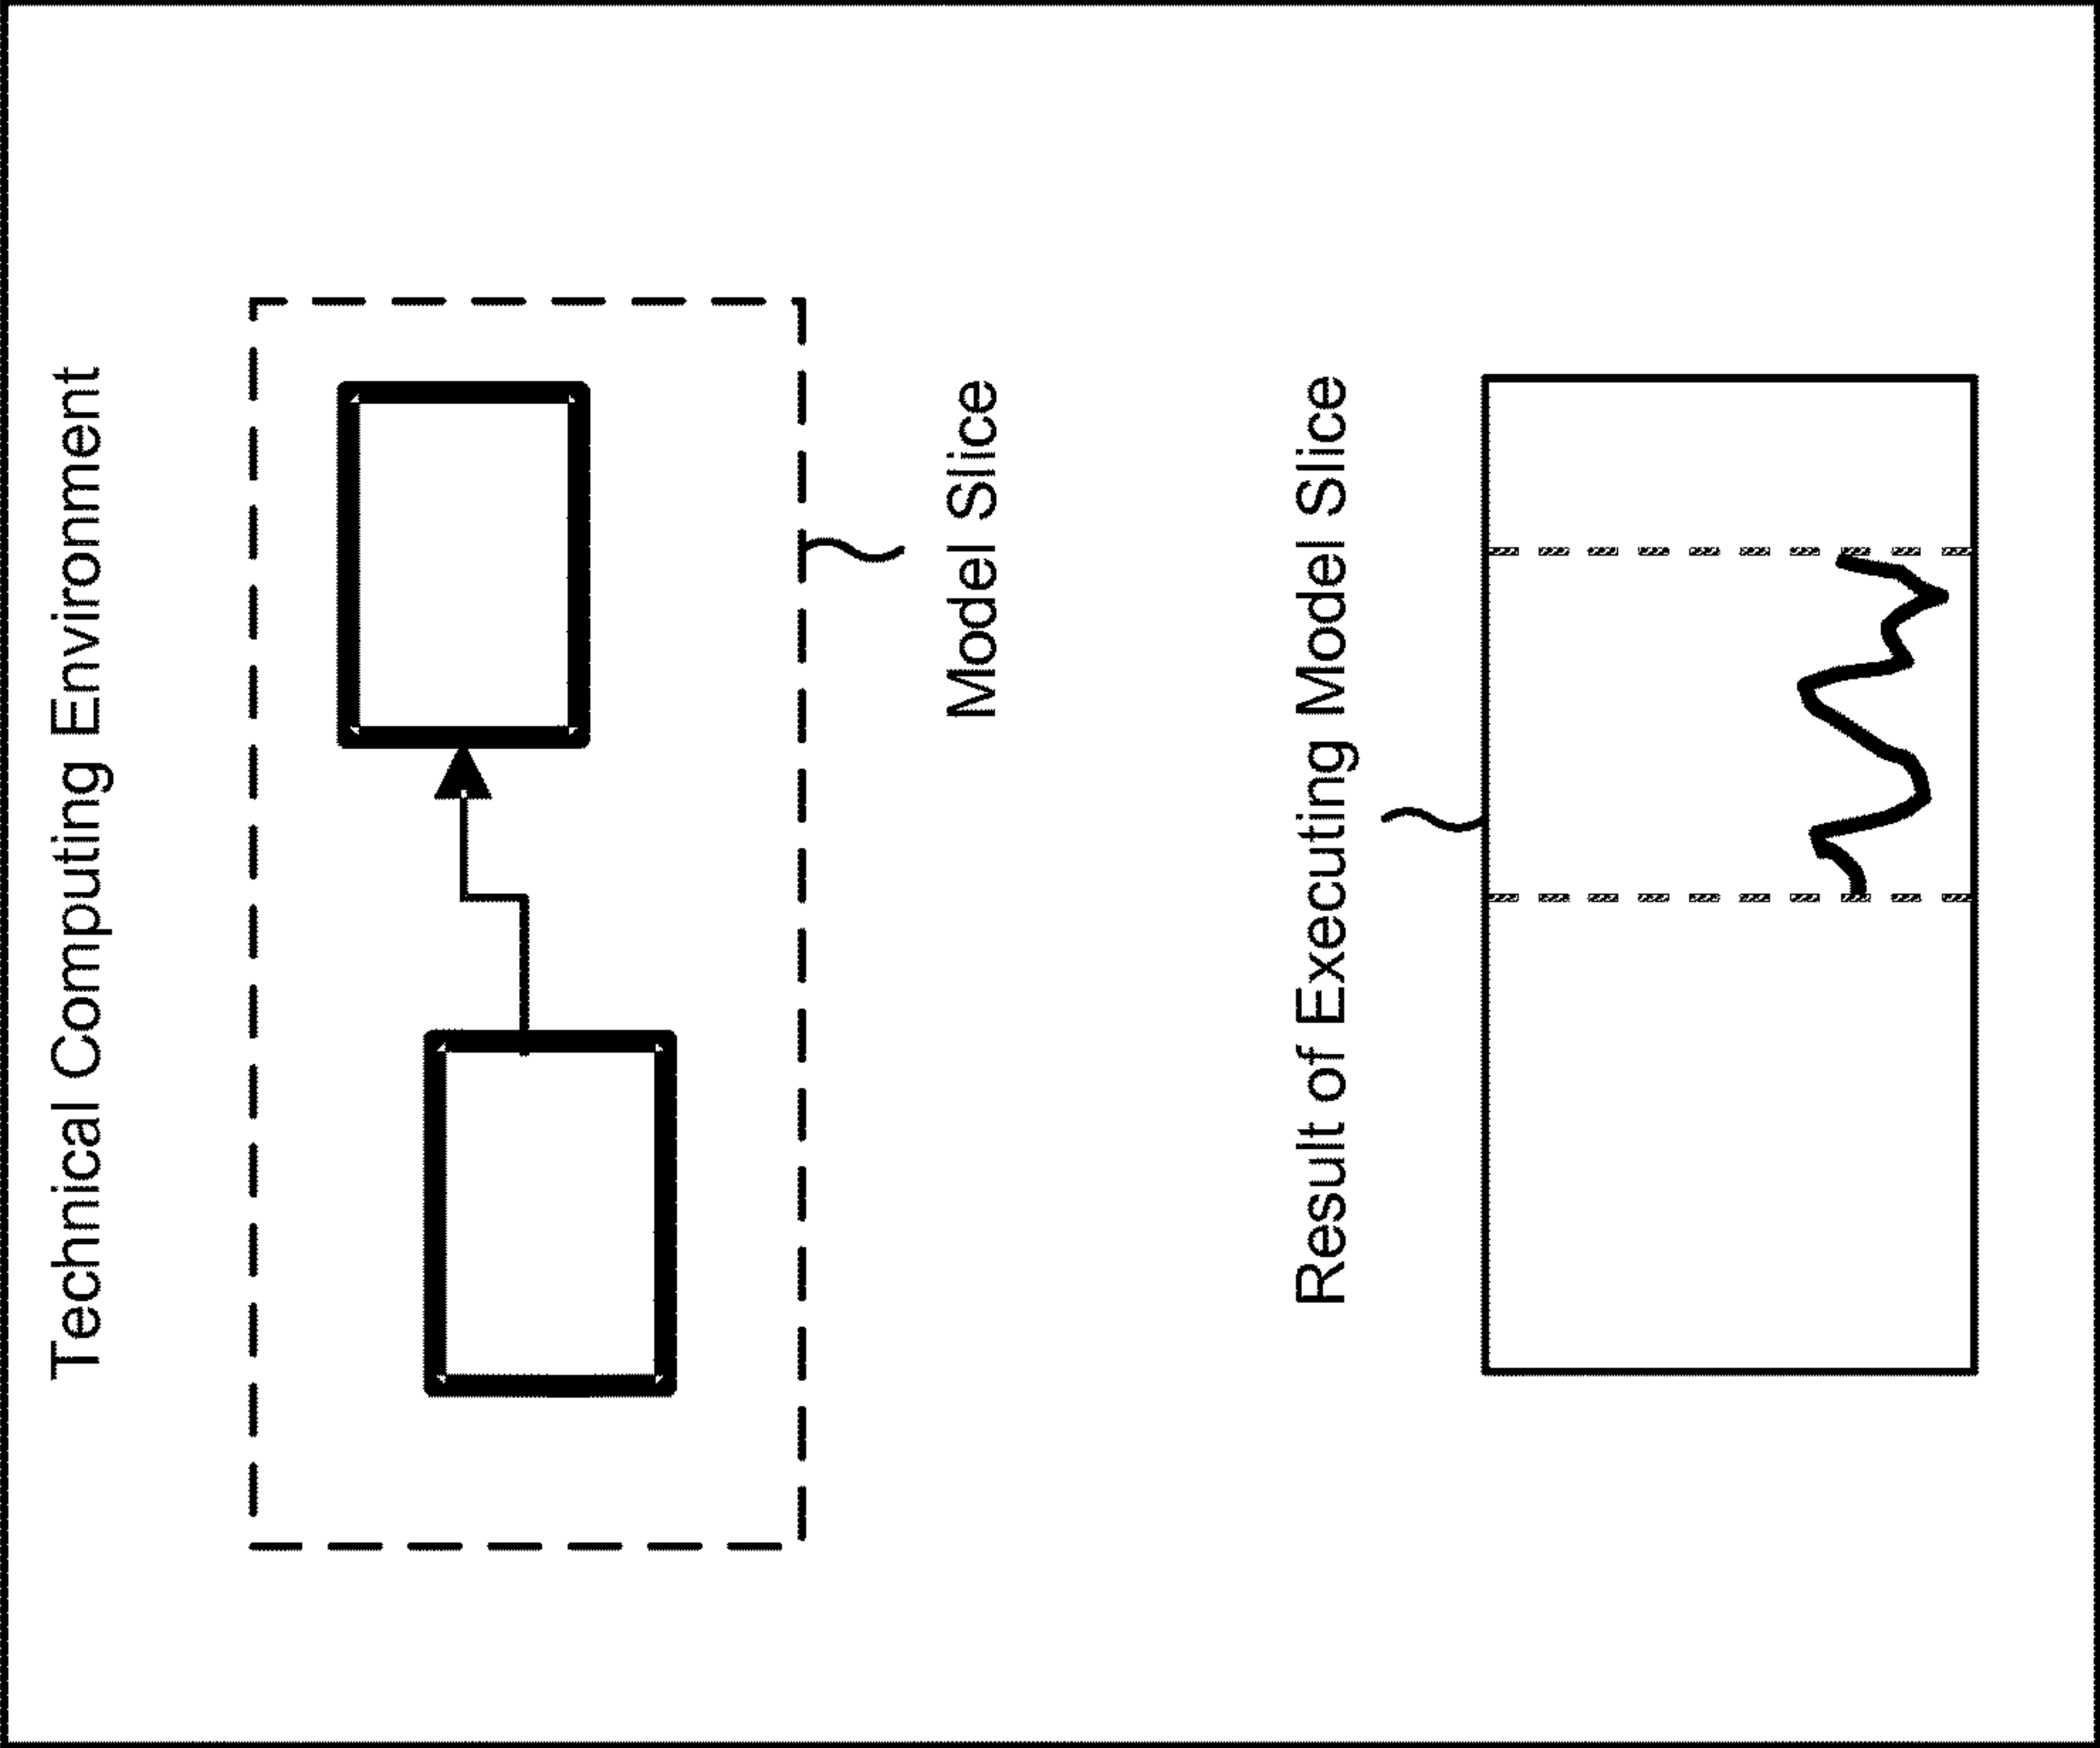 Technical Computing Environment
Model Slice
Result of Executing Model Slice